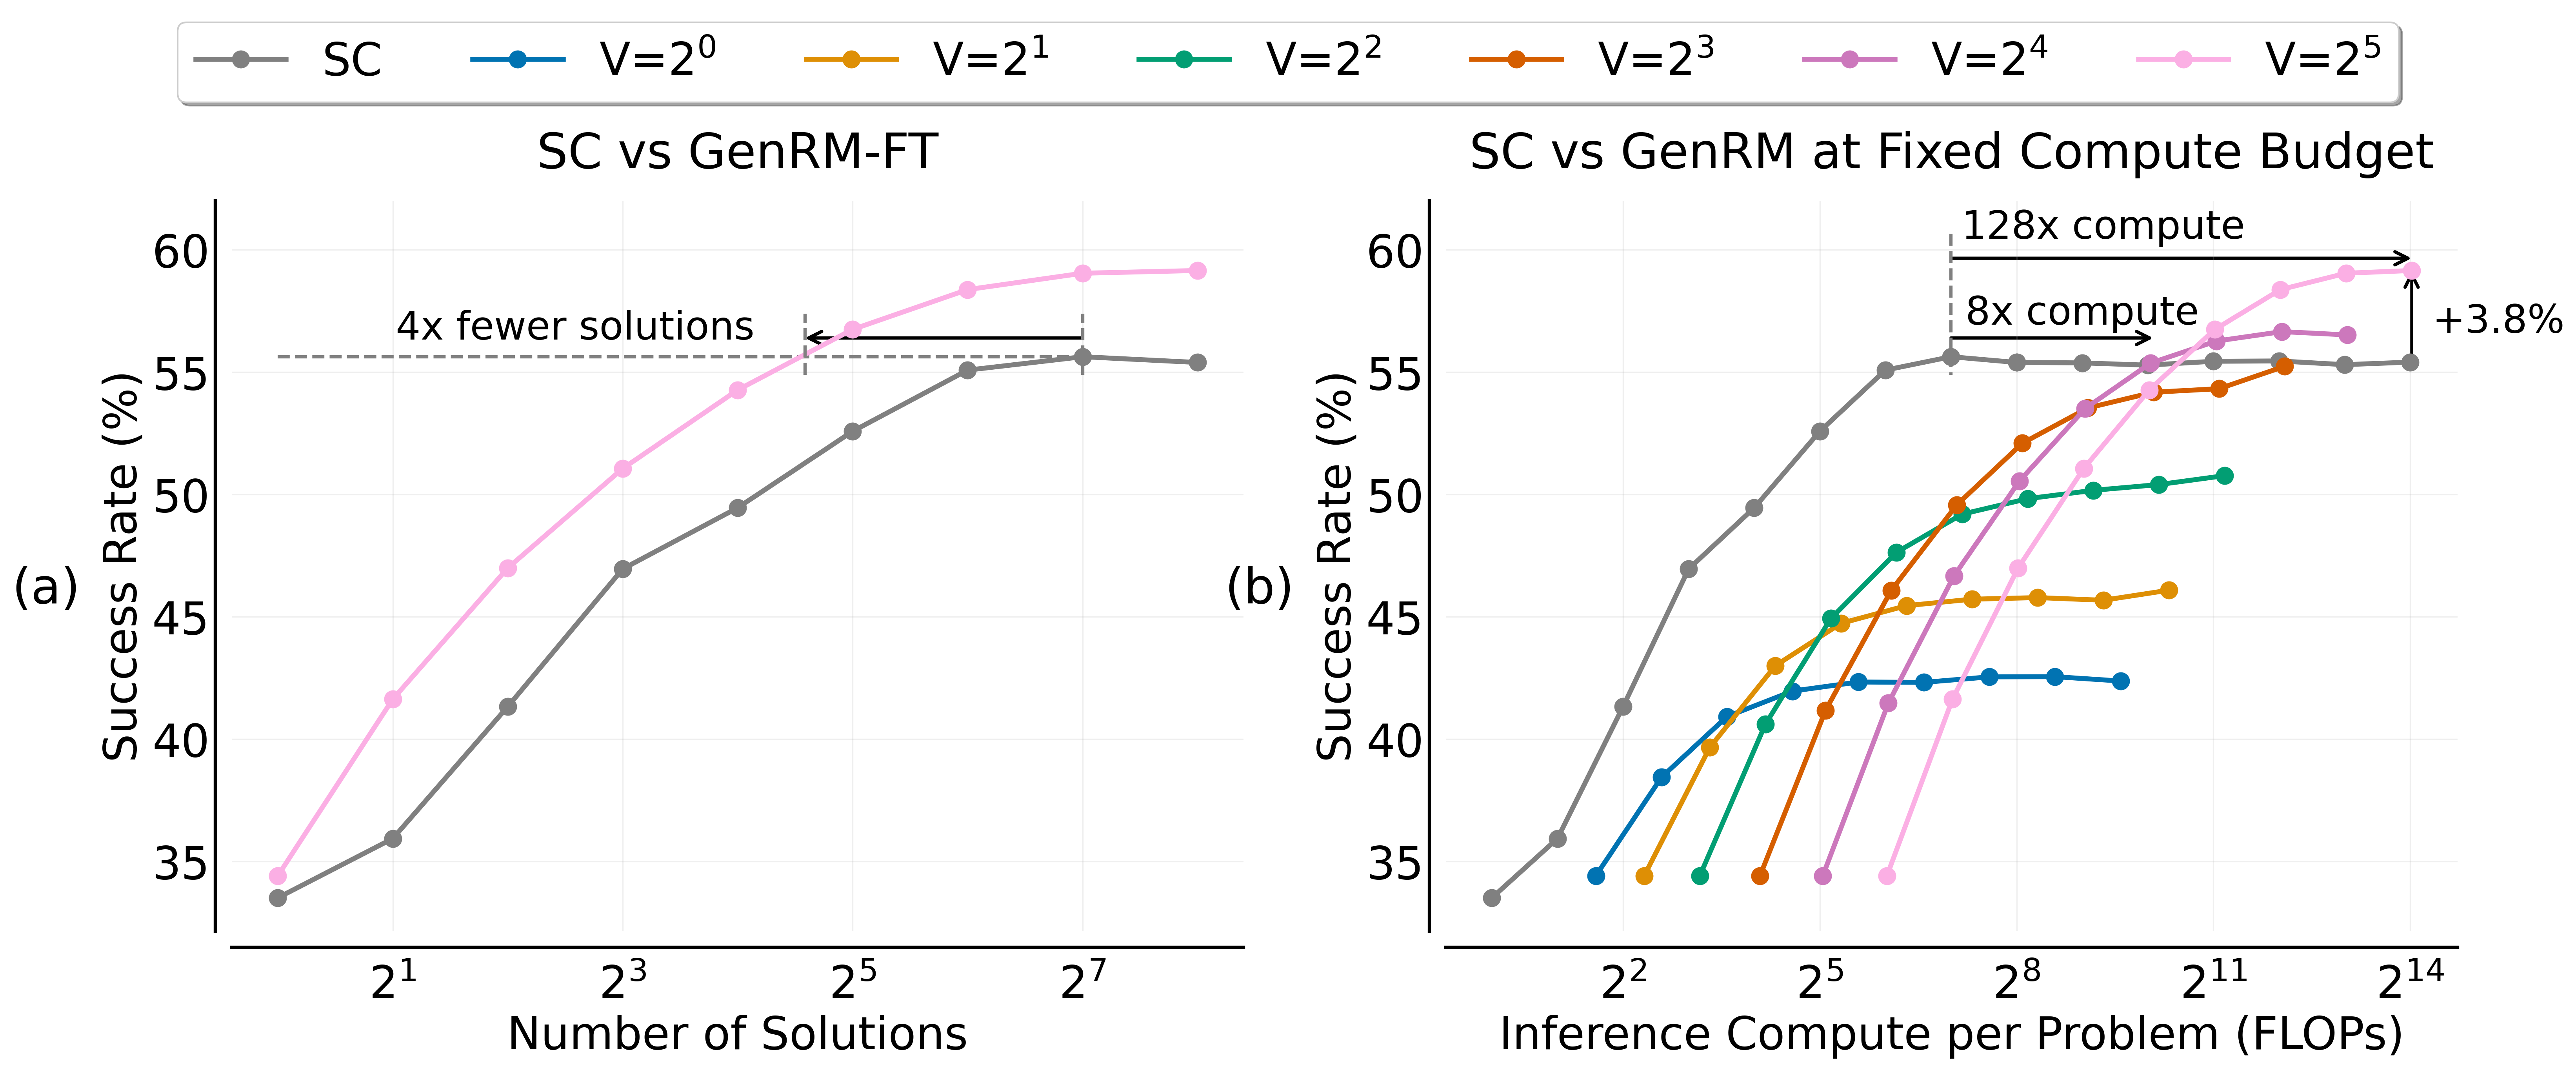 SC V=2⁰ V=2¹ V=2² V=2³ V=2⁴ V=2⁵
SC vs GenRM-FT
60
55
50
45
40
35
Success Rate (%)
(a)
4x fewer solutions
2¹ 2³ 2⁵ 2⁷
Number of Solutions
SC vs GenRM at Fixed Compute Budget
60
55
50
45
40
35
Success Rate (%)
(b)
128x compute
8x compute
+3.8%
2² 2⁵ 2⁸ 2¹¹ 2¹⁴
Inference Compute per Problem (FLOPs)